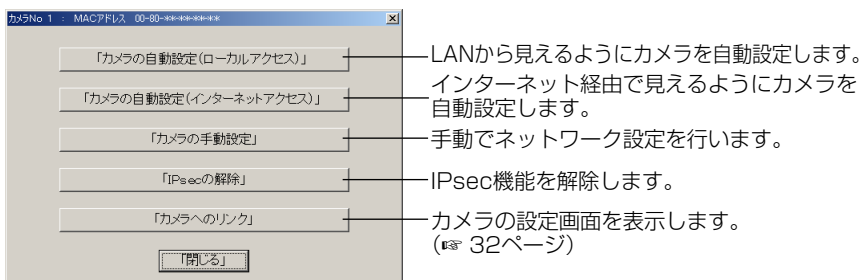 カメラNo 1 : MACアドレス 00-80-**-**-**-**
「カメラの自動設定(ローカルアクセス)」
LANから見えるようにカメラを自動設定します。
「カメラの自動設定(インターネットアクセス)」
インターネット経由で見えるようにカメラを
自動設定します。
「カメラの手動設定」
手動でネットワーク設定を行います。
「IPsecの解除」
IPsec機能を解除します。
「カメラへのリンク」
カメラの設定画面を表示します。
(☞ 32ページ)
「閉じる」